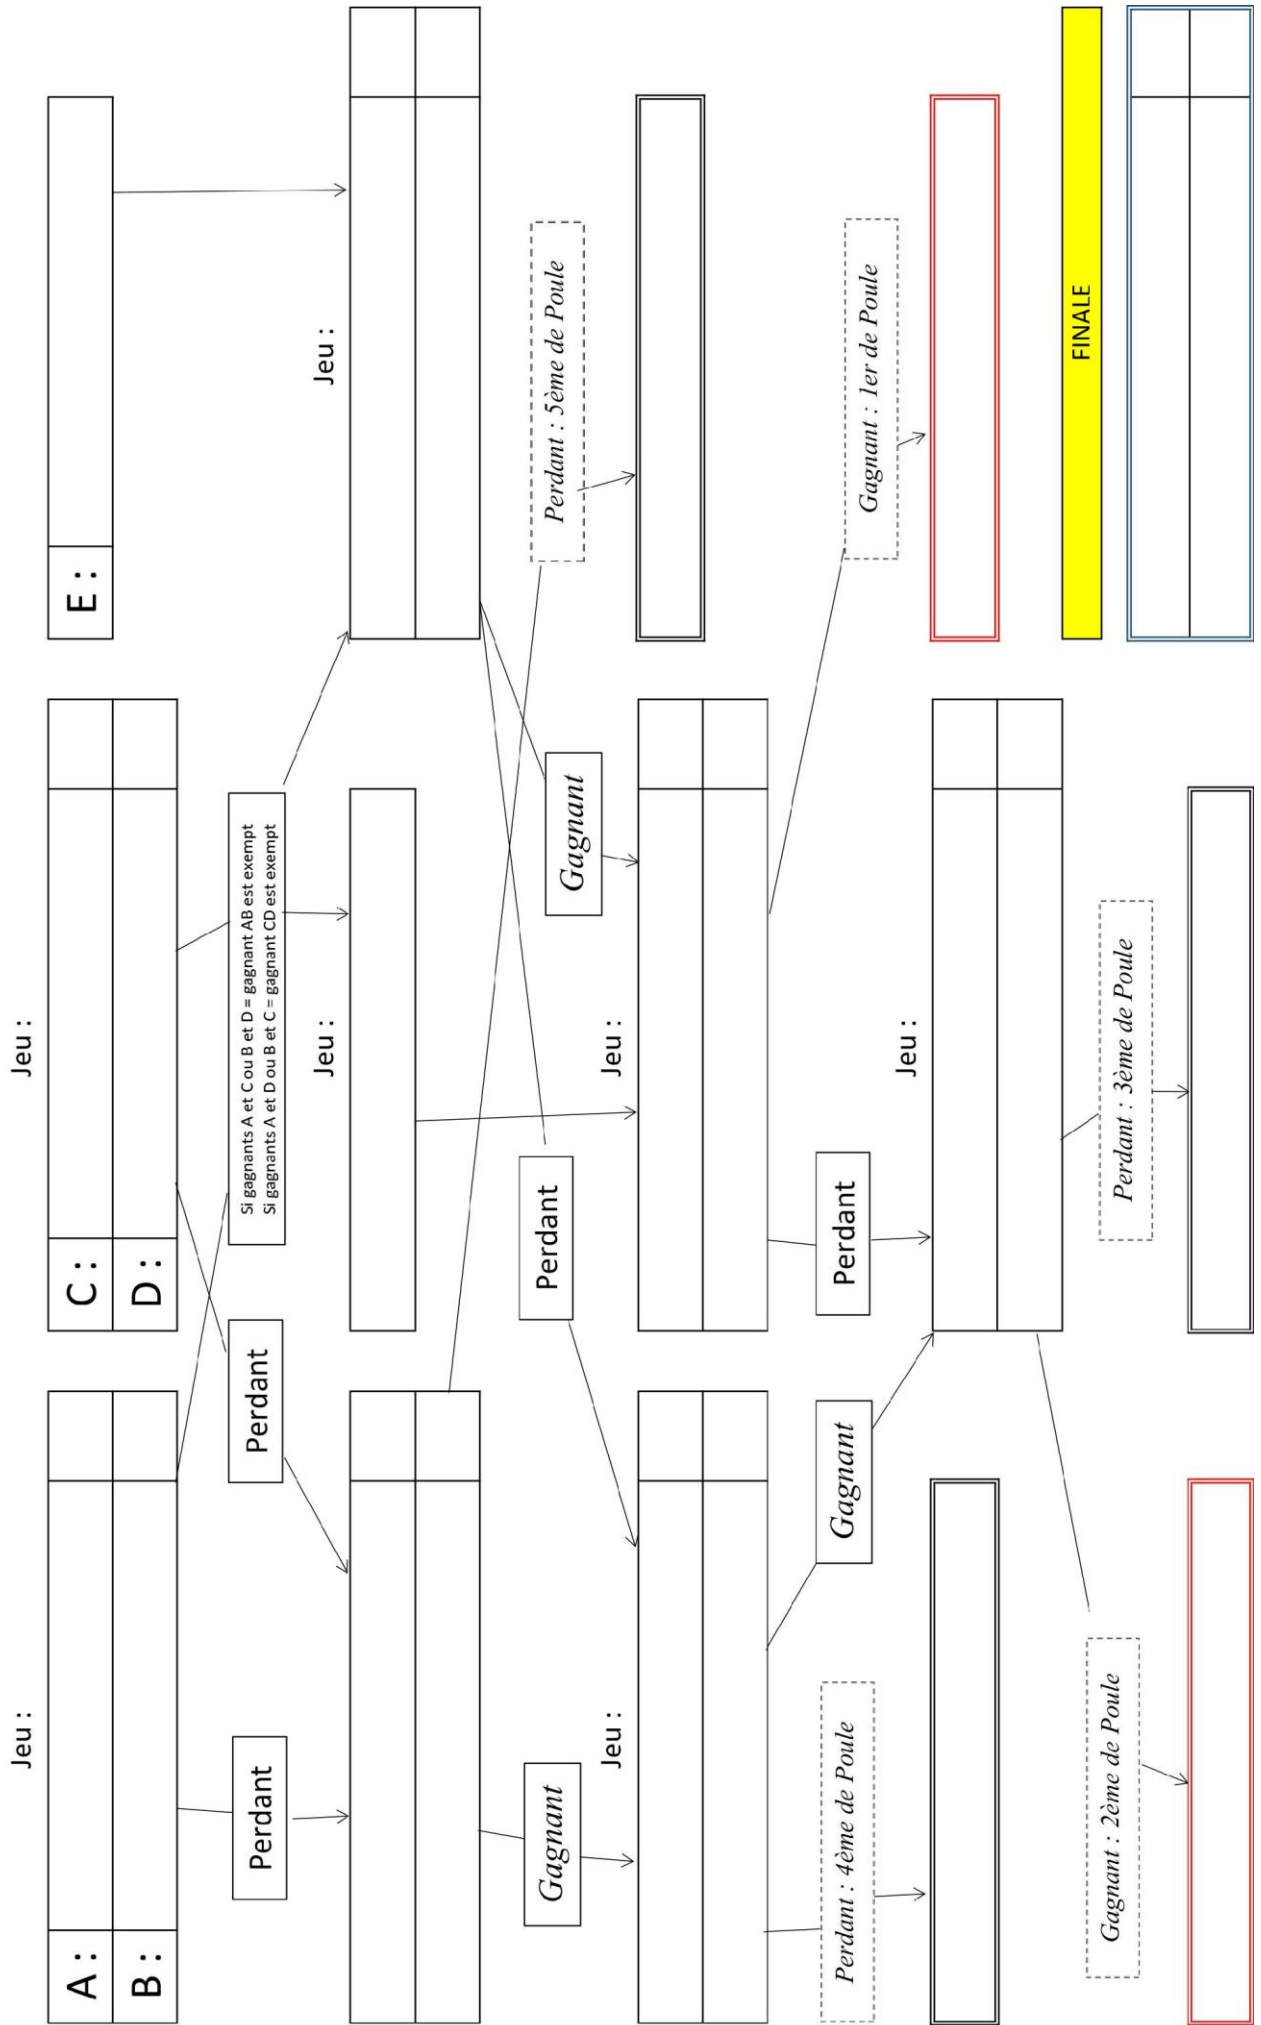 Jeu :
Jeu :
A :
C :
E :
B :
D :
Perdant
Perdant
Si gagnants A et C ou B et D = gagnant AB est exempt
Si gagnants A et D ou B et C = gagnant CD est exempt
Jeu :
Jeu :
Gagnant
Perdant
Gagnant
Perdant : 5ème de Poule
Jeu :
Jeu :
Perdant : 4ème de Poule
Gagnant
Perdant
Gagnant : 1er de Poule
Jeu :
FINALE
Gagnant : 2ème de Poule
Perdant : 3ème de Poule